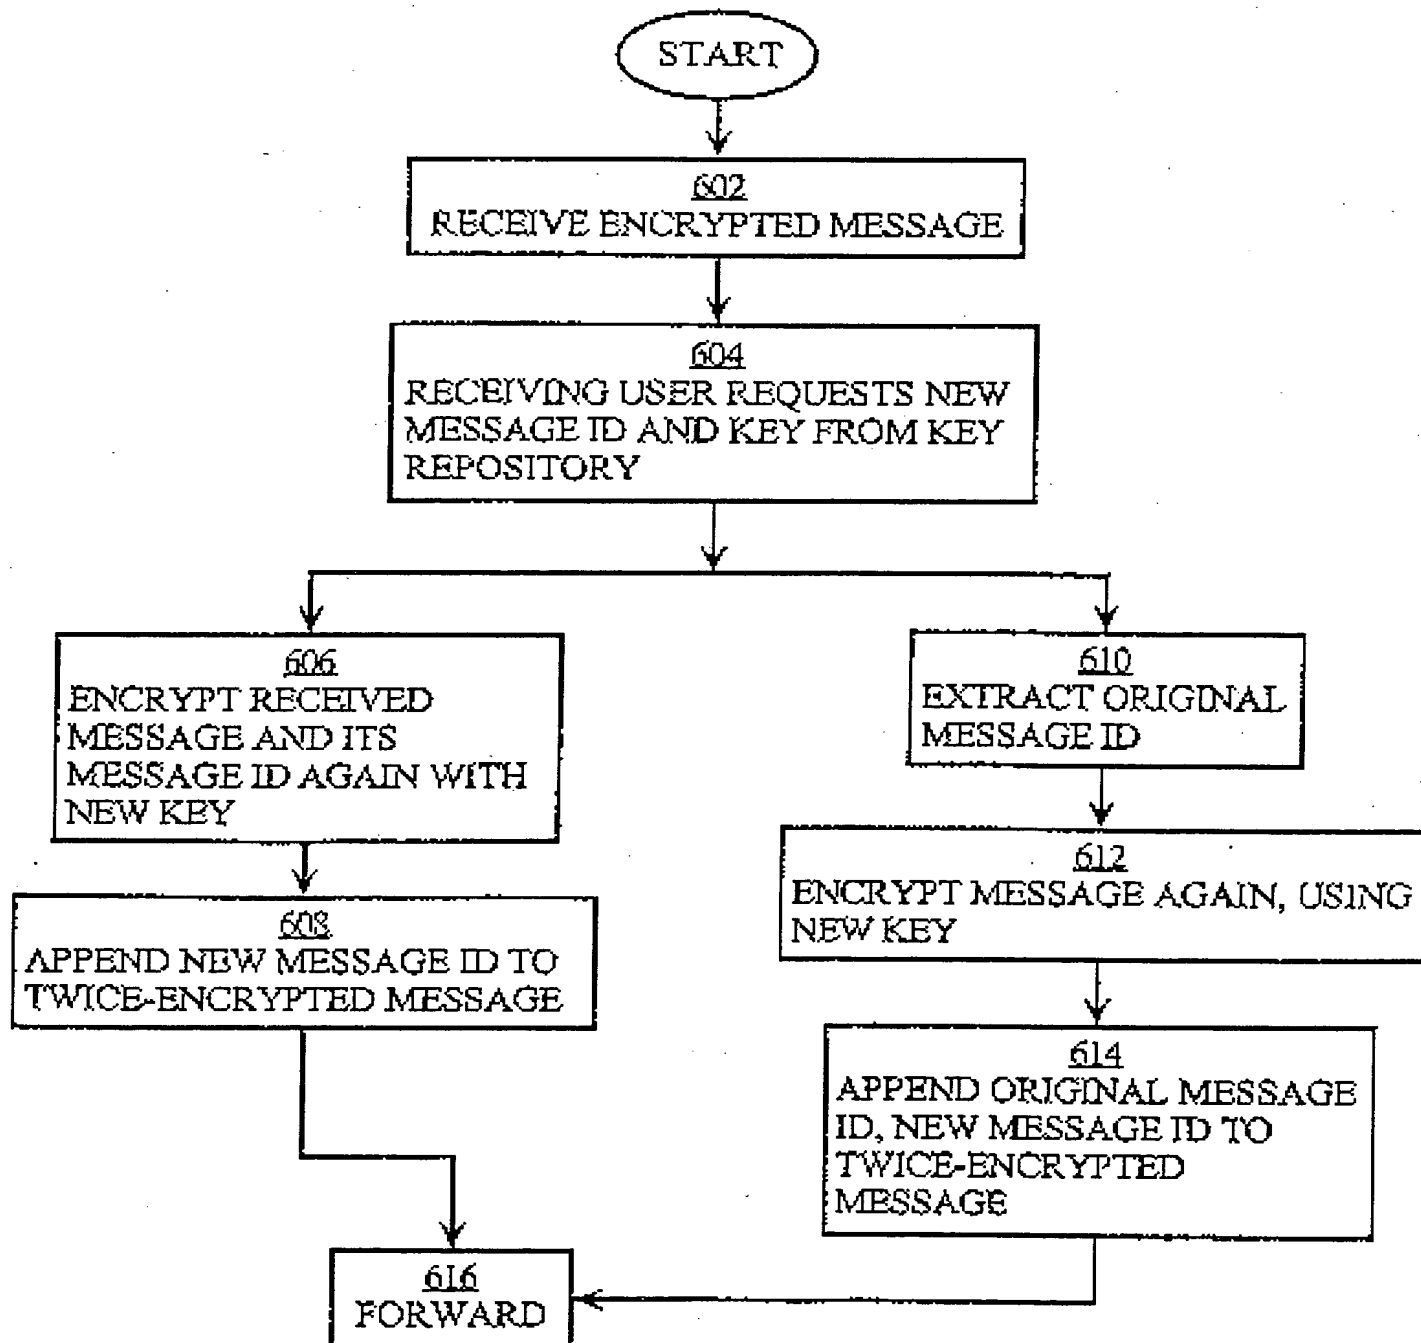 START
602
RECEIVE ENCRYPTED MESSAGE
604
RECEIVING USER REQUESTS NEW
MESSAGE ID AND KEY FROM KEY
REPOSITORY
606
ENCRYPT RECEIVED
MESSAGE AND ITS
MESSAGE ID AGAIN WITH
NEW KEY
608
APPEND NEW MESSAGE ID TO
TWICE-ENCRYPTED MESSAGE
610
EXTRACT ORIGINAL
MESSAGE ID
612
ENCRYPT MESSAGE AGAIN, USING
NEW KEY
614
APPEND ORIGINAL MESSAGE
ID, NEW MESSAGE ID TO
TWICE-ENCRYPTED
MESSAGE
616
FORWARD